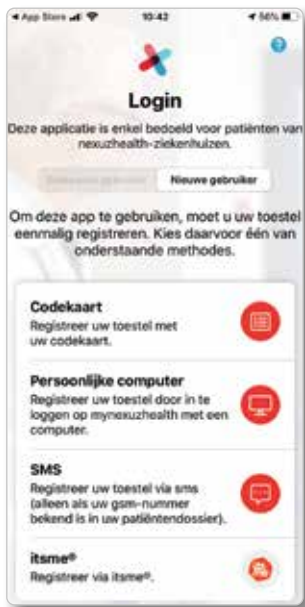 App Store
10:42
56%
Login
Deze applicatie is enkel bedoeld voor patiënten van
nexuzhealth-ziekenhuizen.
Nieuwe gebruiker
Om deze app te gebruiken, moet u uw toestel
eenmalig registreren. Kies daarvoor één van
onderstaande methodes.
Codekaart
Registreer uw toestel met
uw codekaart.
Persoonlijke computer
Registreer uw toestel door in te
loggen op mynexuzhealth met een
computer.
SMS
Registreer uw toestel via sms
(alleen als uw gsm-nummer
bekend is in uw patiëntendossier).
itsme®
Registreer via itsme®.